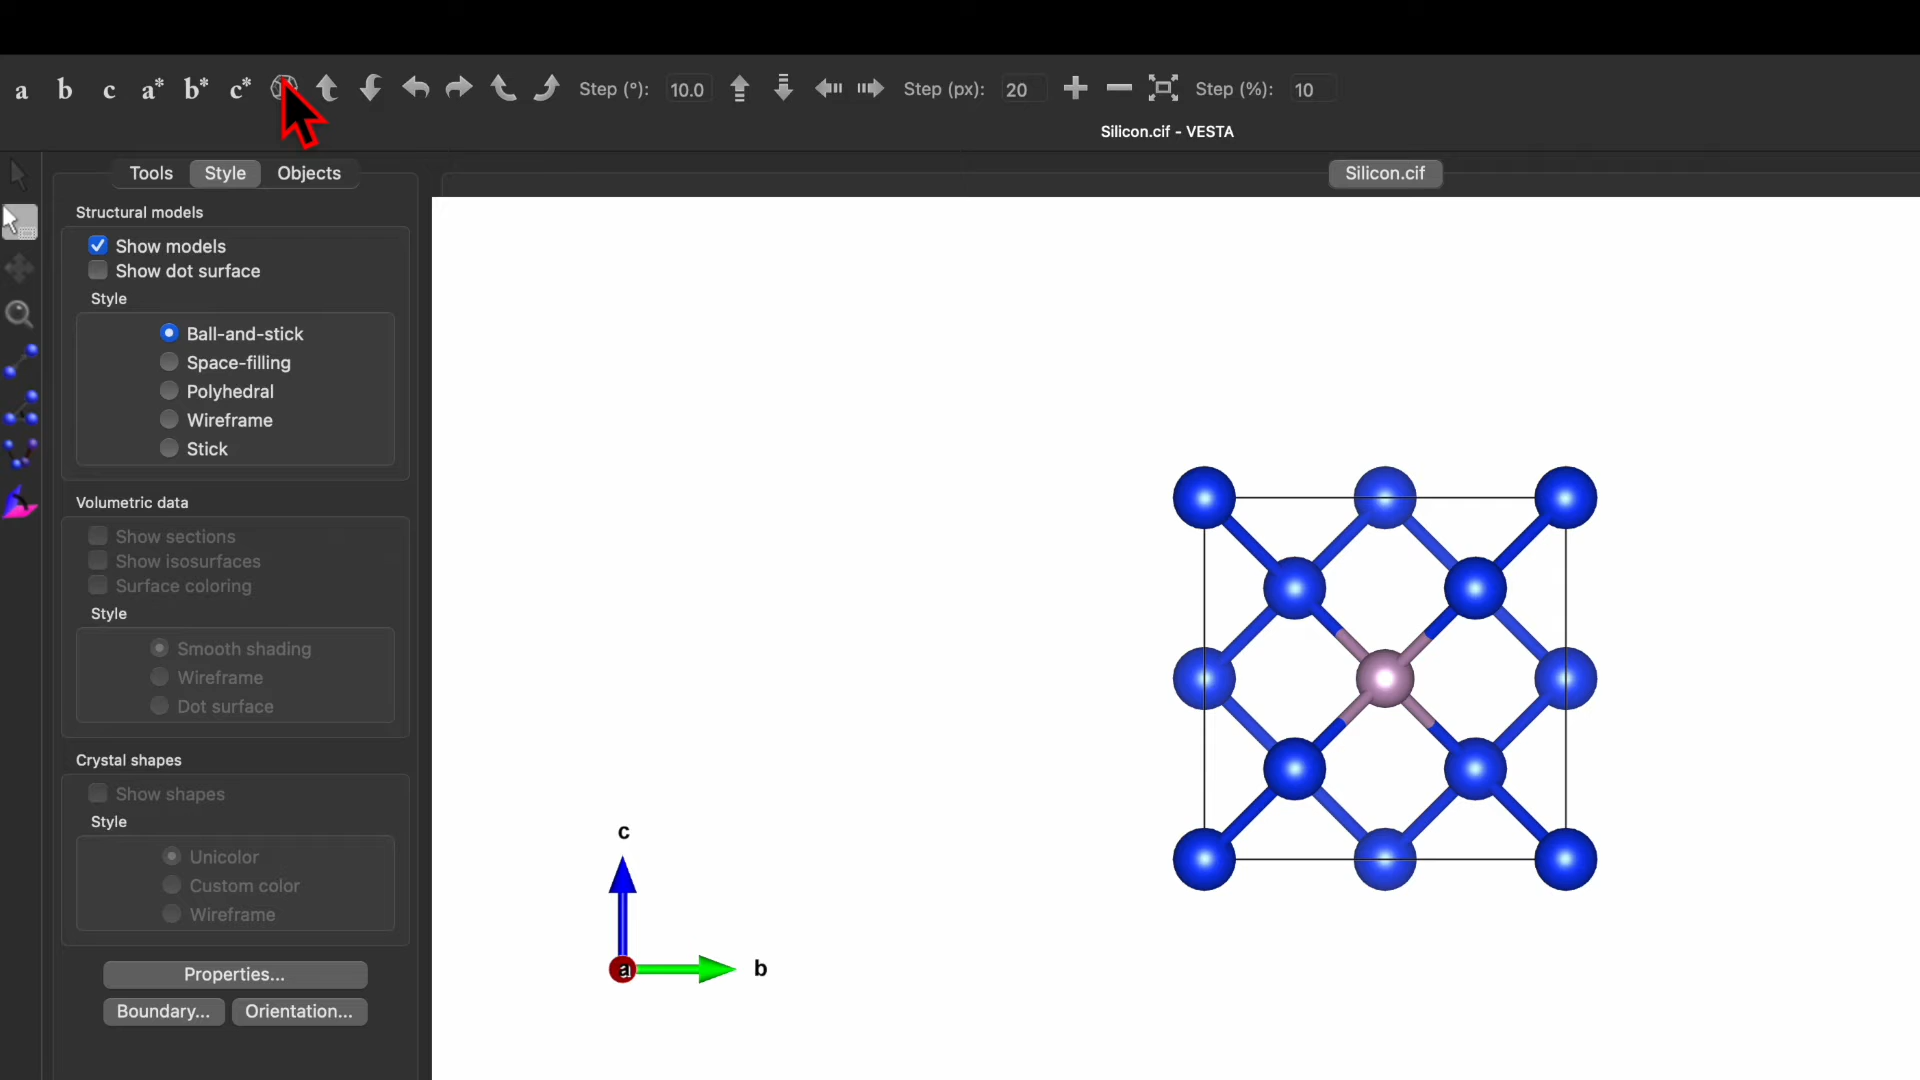 a b c a* b* c* Step (°): 10.0 Step (px): 20 Step (%): 10
Silicon.cif - VESTA
Tools Style Objects
Silicon.cif
Structural models
Show models
Show dot surface
Style
Ball-and-stick
Space-filling
Polyhedral
Wireframe
Stick
Volumetric data
Show sections
Show isosurfaces
Surface coloring
Style
Smooth shading
Wireframe
Dot surface
Crystal shapes
Show shapes
Style
Unicolor
Custom color
Wireframe
Properties...
Boundary... Orientation...
c
a
b